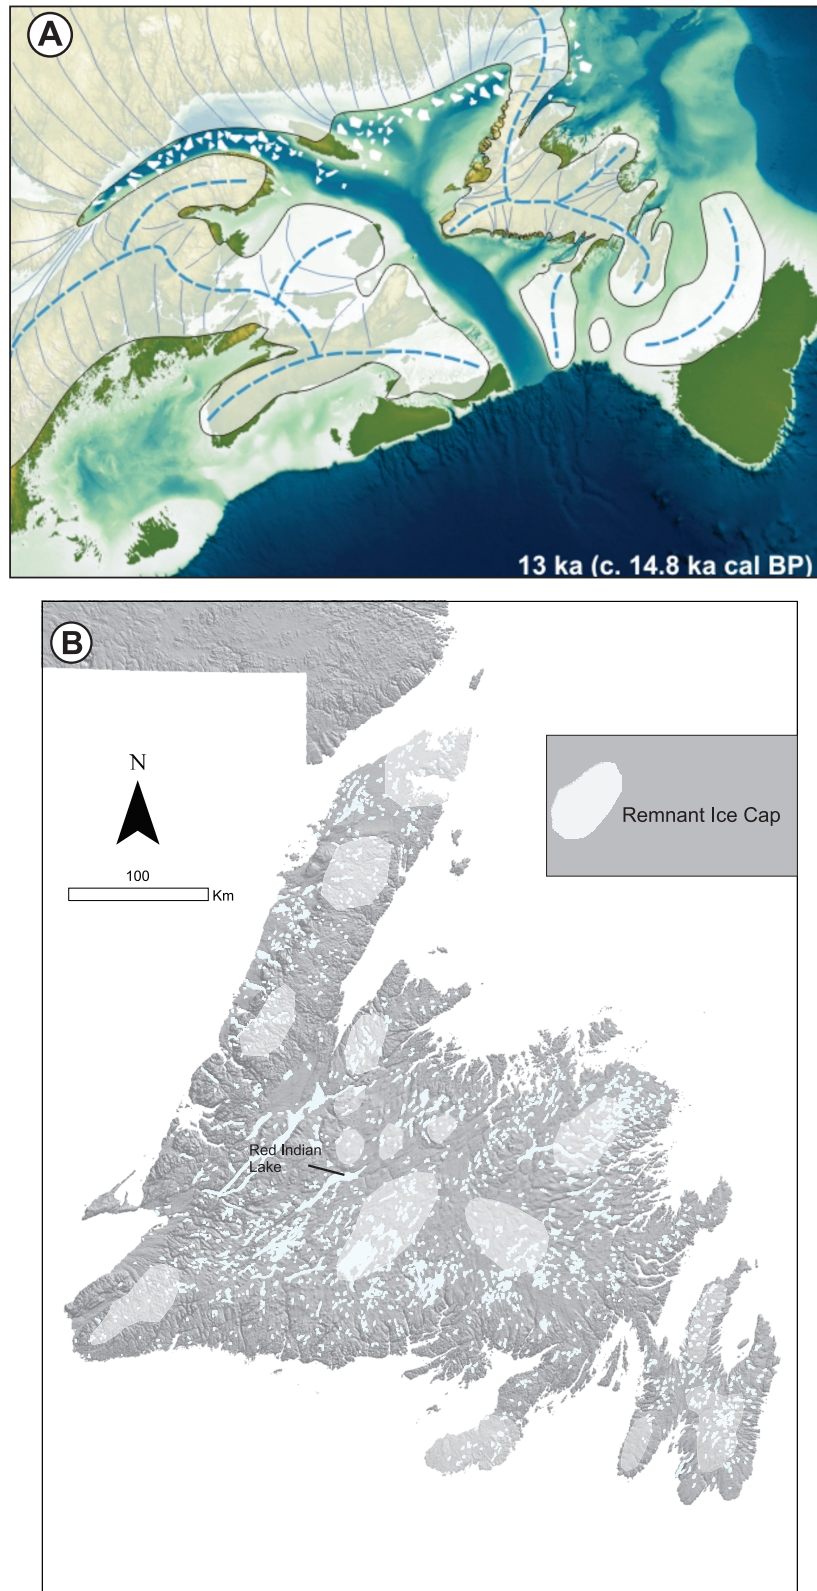 A
13 ka (c. 14.8 ka cal BP)
B
N
100
Km
Remnant Ice Cap
Red Indian
Lake